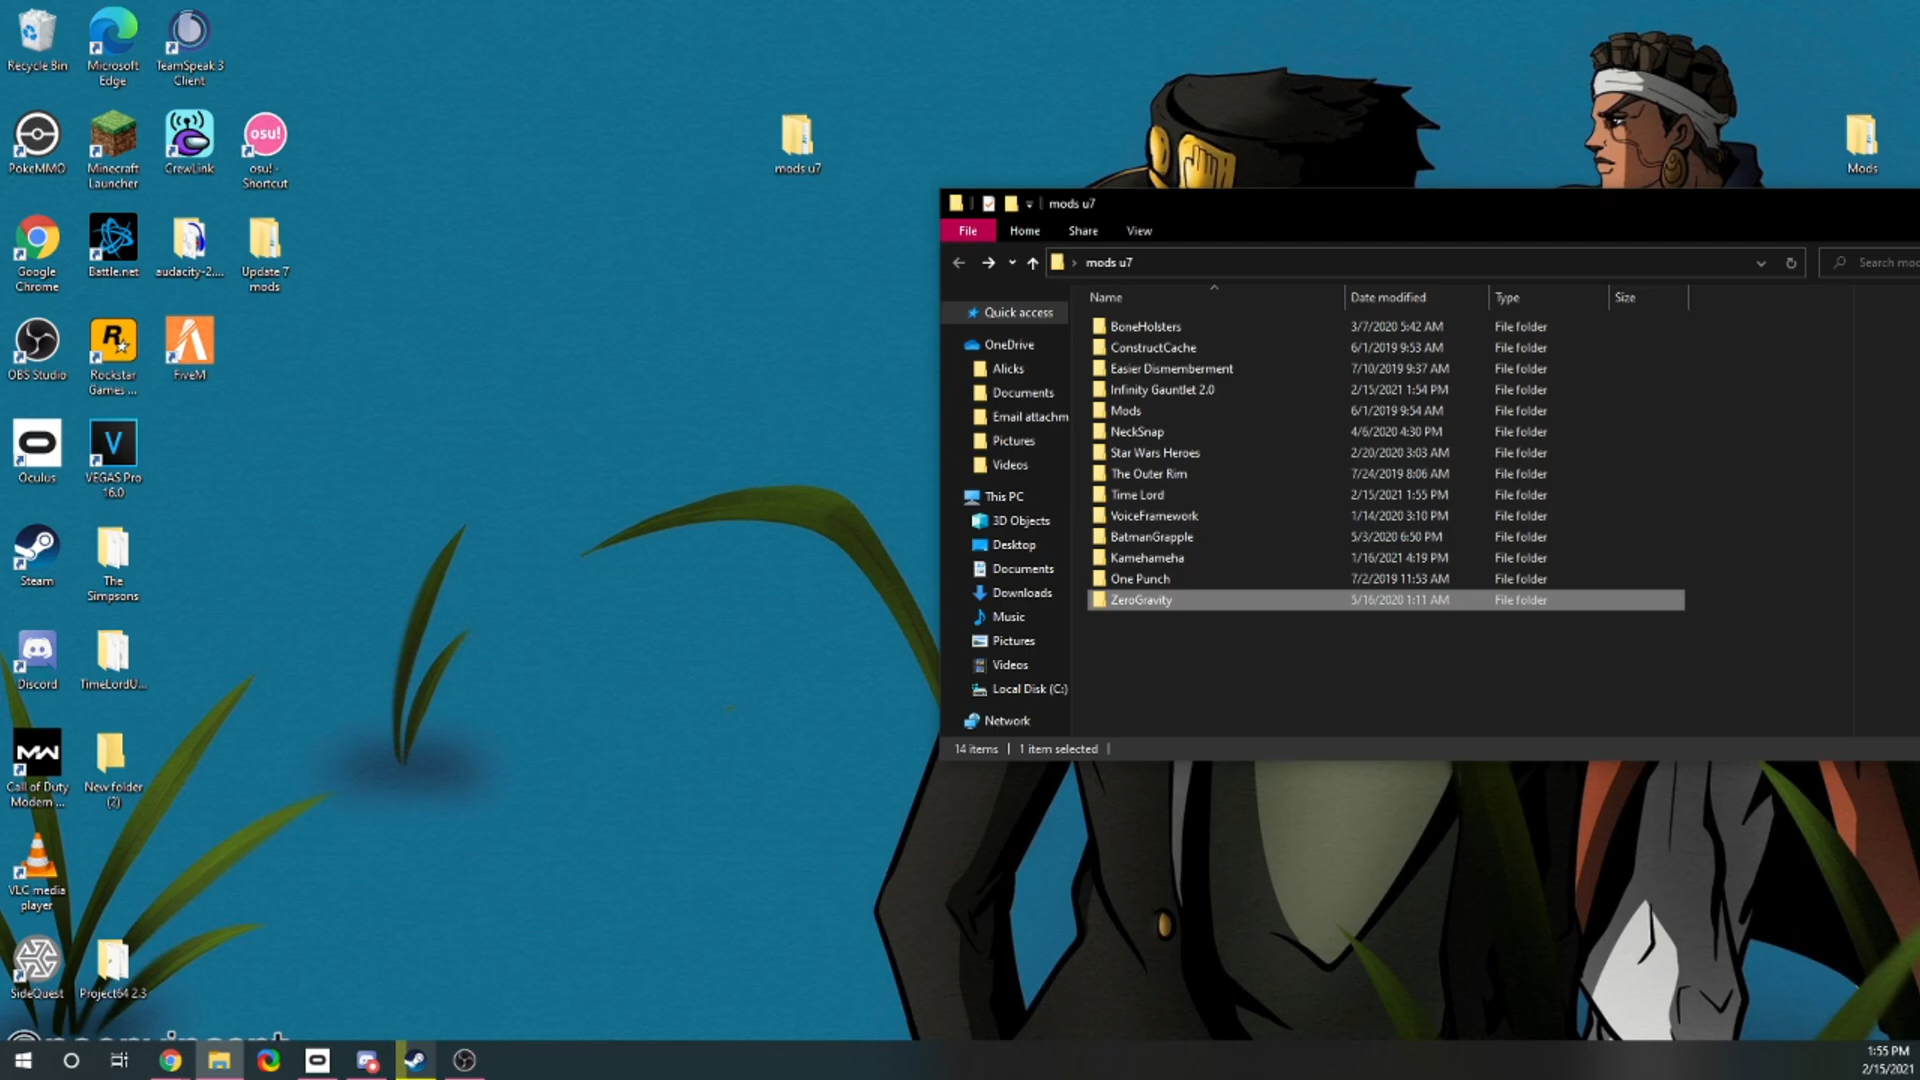 Recycle Bin
Microsoft
Edge
TeamSpeak 3
Client
PokeMMO
Minecraft
Launcher
CrewLink
osu!
osu! -
Shortcut
Google
Chrome
Battle.net
audacity-2....
Update 7
mods
OBS Studio
Rockstar
Games ...
FiveM
Oculus
VEGAS Pro
16.0
Steam
The
Simpsons
Discord
TimeLordU...
MW
Call of Duty
Modern ...
New folder
(2)
VLC media
player
SideQuest
Project64 2.3
mods u7
Mods
mods u7
File Home Share View
mods u7
Search mod
Name Date modified Type Size
Quick access
OneDrive
Alicks
Documents
Email attachm
Pictures
Videos
This PC
3D Objects
Desktop
Documents
Downloads
Music
Pictures
Videos
Local Disk (C:)
Network
BoneHolsters 3/7/2020 5:42 AM File folder
ConstructCache 6/1/2019 9:53 AM File folder
Easier Dismemberment 7/10/2019 9:37 AM File folder
Infinity Gauntlet 2.0 2/15/2021 1:54 PM File folder
Mods 6/1/2019 9:54 AM File folder
NeckSnap 4/6/2020 4:30 PM File folder
Star Wars Heroes 2/20/2020 3:03 AM File folder
The Outer Rim 7/24/2019 8:06 AM File folder
Time Lord 2/15/2021 1:55 PM File folder
VoiceFramework 1/14/2020 3:10 PM File folder
BatmanGrapple 5/3/2020 6:50 PM File folder
Kamehameha 1/16/2021 4:19 PM File folder
One Punch 7/2/2019 11:53 AM File folder
ZeroGravity 5/16/2020 1:11 AM File folder
14 items 1 item selected
1:55 PM
2/15/2021